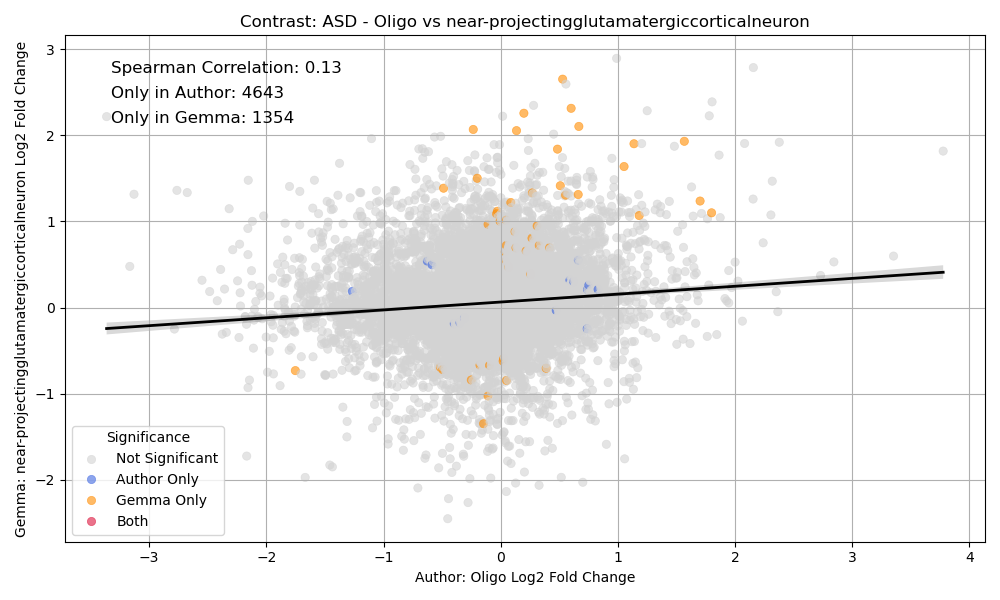 Contrast: ASD - Oligo vs near-projectingglutamatergiccorticalneuron
Gemma: near-projectingglutamatergiccorticalneuron Log2 Fold Change
3
2
1
0
−1
−2
Spearman Correlation: 0.13
Only in Author: 4643
Only in Gemma: 1354
Significance
Not Significant
Author Only
Gemma Only
Both
−3
−2
−1
0
1
2
3
4
Author: Oligo Log2 Fold Change